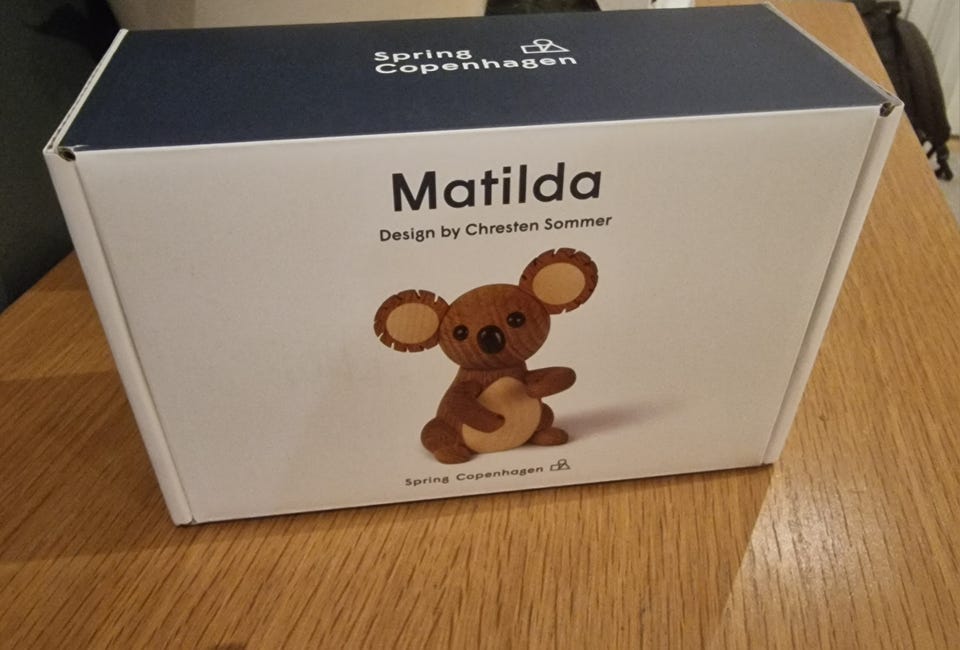 Spring
Copenhagen
Matilda
Design by Chresten Sommer
Spring Copenhagen